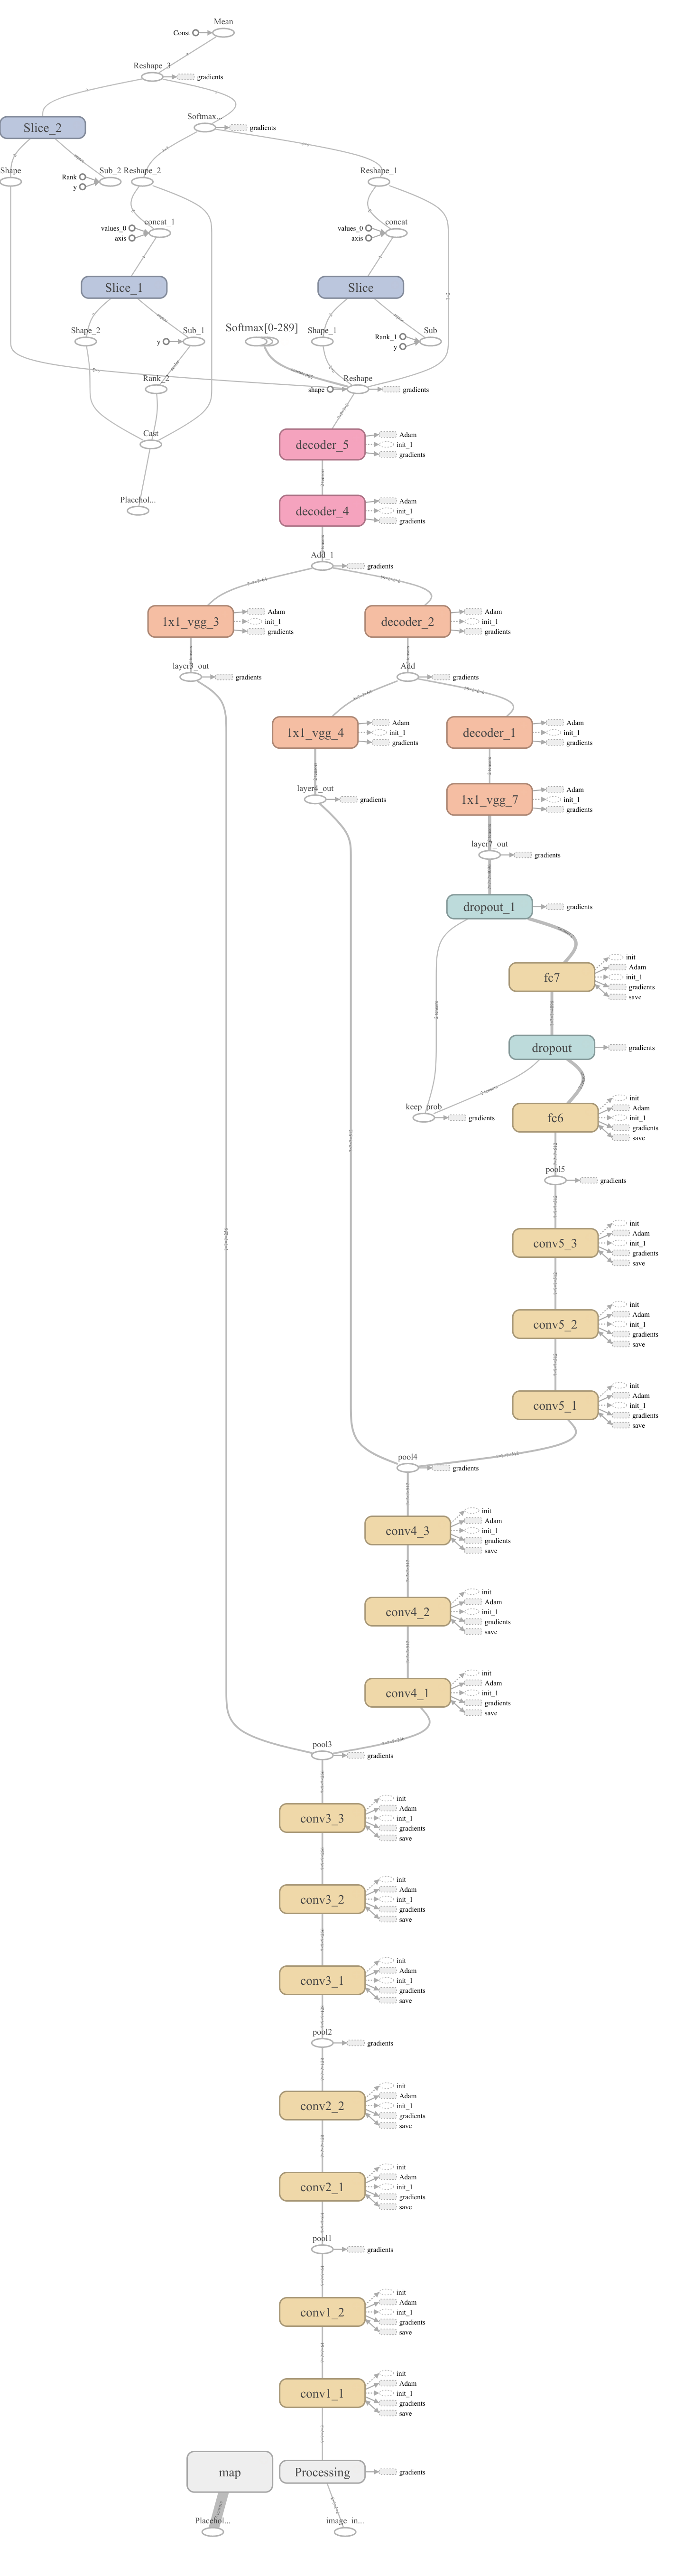 Mean
Const
Reshape_3
gradients
Slice_2
Softmax...
gradients
Shape
Rank
y
Sub_2
Reshape_2
Reshape_1
values_0
axis
concat_1
values_0
axis
concat
Slice_1
Slice
Shape_2
y
Sub_1
Softmax[0-289]
Shape_1
Rank_1
y
Sub
Rank_2
shape
Reshape
gradients
Cast
decoder_5
Adam
init_1
gradients
Placehol...
decoder_4
Adam
init_1
gradients
Add_1
gradients
1x1_vgg_3
Adam
init_1
gradients
decoder_2
Adam
init_1
gradients
layer3_out
gradients
Add
gradients
1x1_vgg_4
Adam
init_1
gradients
decoder_1
Adam
init_1
gradients
layer4_out
gradients
1x1_vgg_7
Adam
init_1
gradients
layer7_out
gradients
dropout_1
gradients
fc7
init
Adam
init_1
gradients
save
dropout
gradients
keep_prob
gradients
fc6
init
Adam
init_1
gradients
save
pool5
gradients
conv5_3
init
Adam
init_1
gradients
save
conv5_2
init
Adam
init_1
gradients
save
conv5_1
init
Adam
init_1
gradients
save
pool4
gradients
conv4_3
init
Adam
init_1
gradients
save
conv4_2
init
Adam
init_1
gradients
save
conv4_1
init
Adam
init_1
gradients
save
pool3
gradients
conv3_3
init
Adam
init_1
gradients
save
conv3_2
init
Adam
init_1
gradients
save
conv3_1
init
Adam
init_1
gradients
save
pool2
gradients
conv2_2
init
Adam
init_1
gradients
save
conv2_1
init
Adam
init_1
gradients
save
pool1
gradients
conv1_2
init
Adam
init_1
gradients
save
conv1_1
init
Adam
init_1
gradients
save
map
Processing
gradients
Placehol...
image_in...